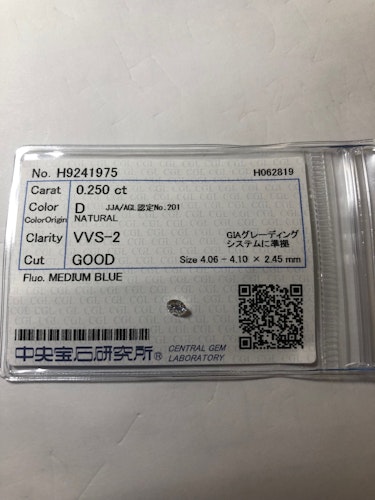 No. H9241975 H062819
Carat 0.250 ct
Color D JJA/AGL認定No.201
ColorOrigin NATURAL
Clarity VVS-2 GIAグレーディング
システムに準拠
Cut GOOD Size 4.06 - 4.10 × 2.45 mm
Fluo. MEDIUM BLUE
中央宝石研究所® CENTRAL GEM
LABORATORY